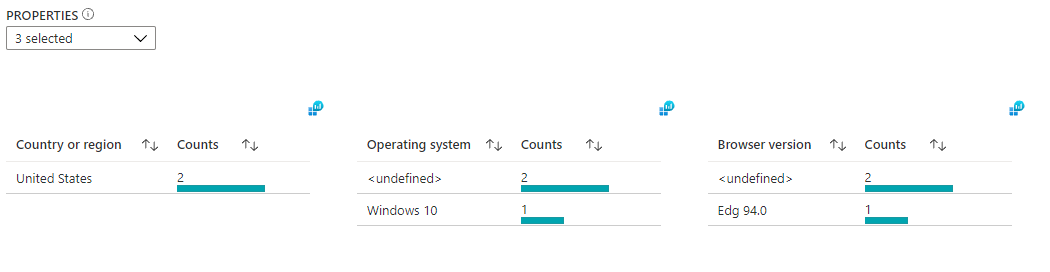 PROPERTIES
3 selected
Country or region Counts
United States 2
Operating system Counts
<undefined> 2
Windows 10 1
Browser version Counts
<undefined> 2
Edg 94.0 1